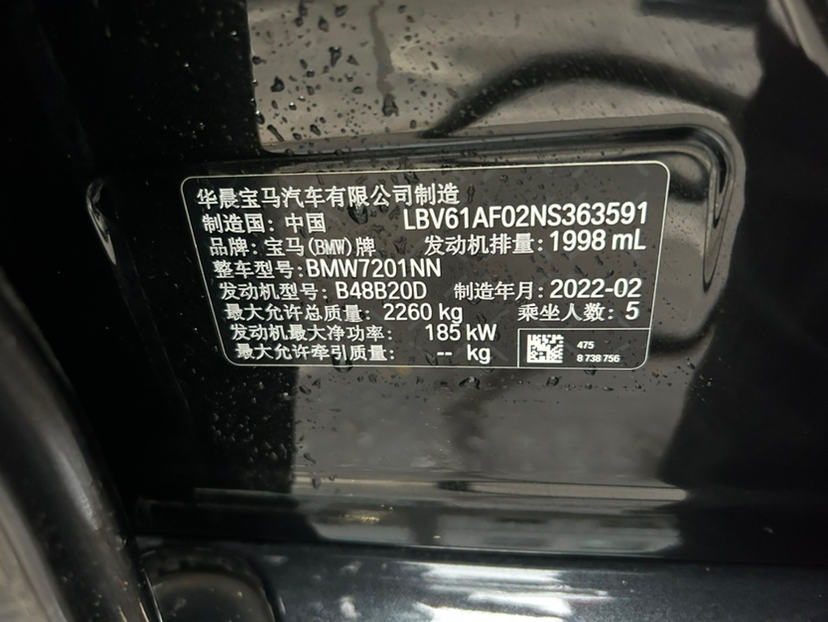 华晨宝马汽车有限公司制造
制造国: 中国 LBV61AF02NS363591
品牌: 宝马(BMW)牌 发动机排量: 1998 mL
整车型号: BMW7201NN
发动机型号: B48B20D 制造年月: 2022-02
最大允许总质量: 2260 kg 乘坐人数: 5
发动机最大净功率: 185 kW
最大允许牵引质量: -- kg
475
8 738 756